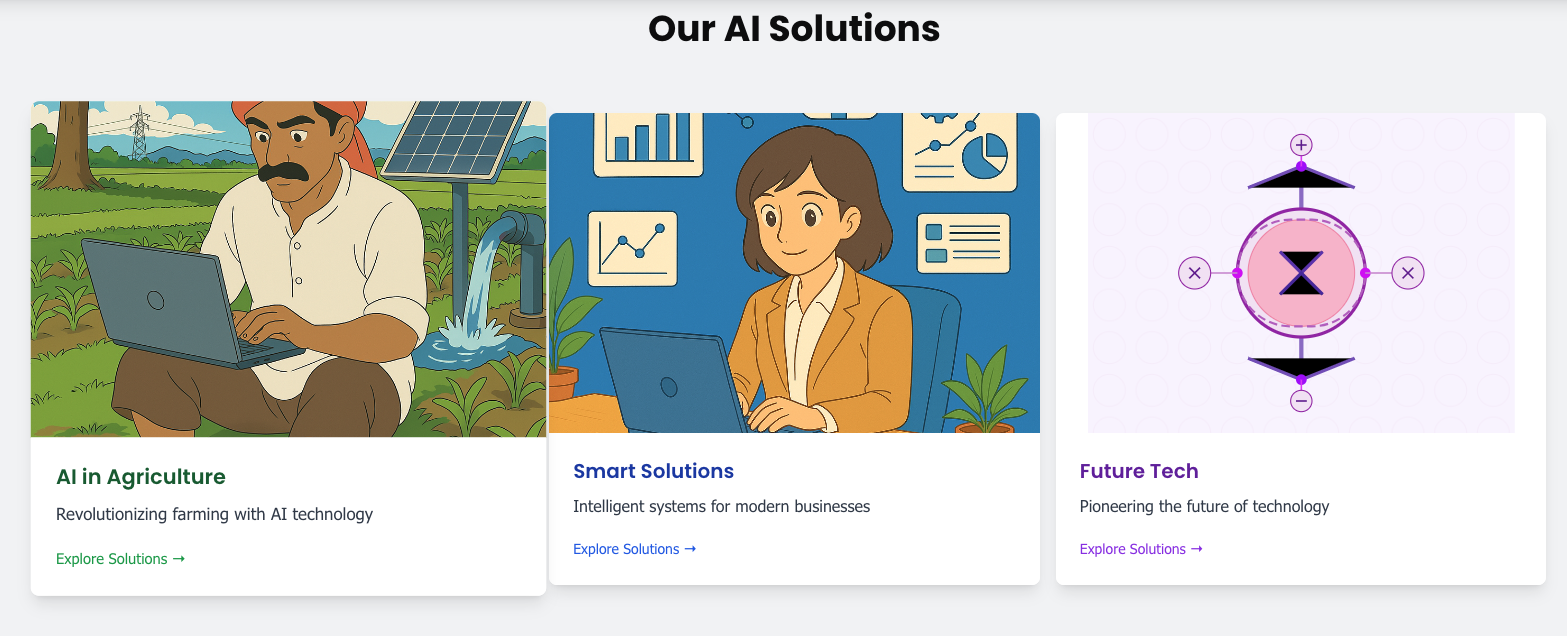 Our AI Solutions
AI in Agriculture
Revolutionizing farming with AI technology
Explore Solutions →
Smart Solutions
Intelligent systems for modern businesses
Explore Solutions →
Future Tech
Pioneering the future of technology
Explore Solutions →